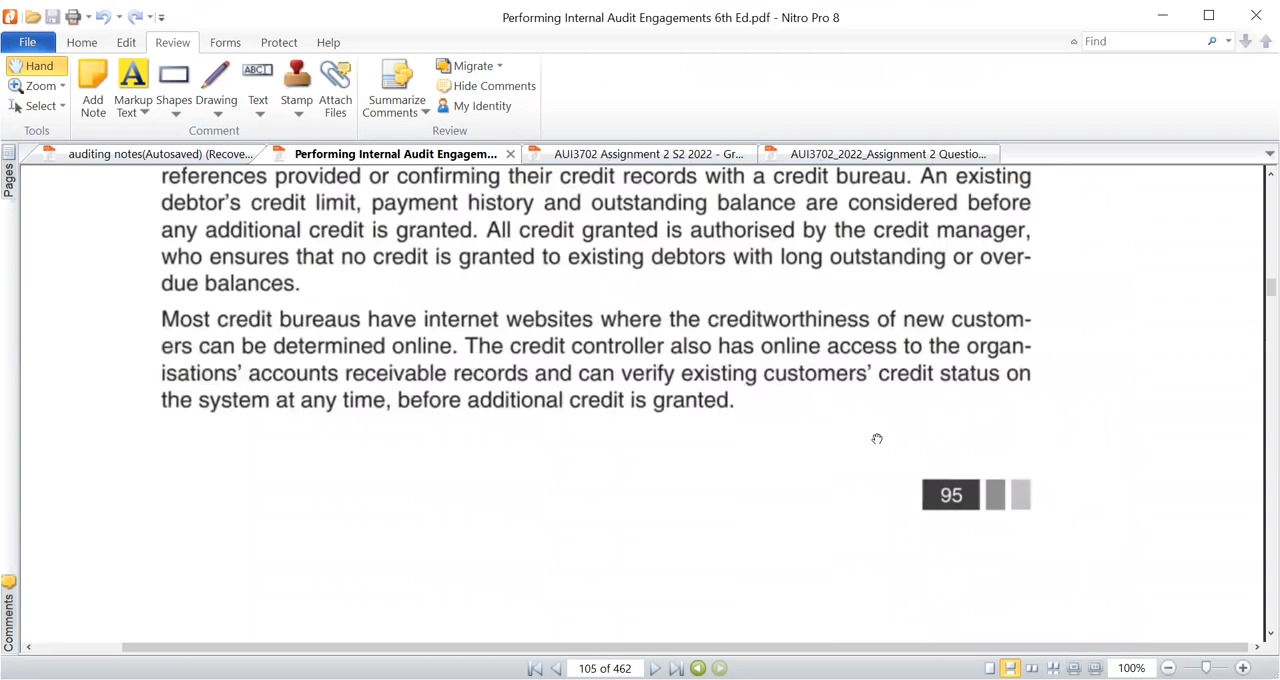 Performing Internal Audit Engagements 6th Ed.pdf - Nitro Pro 8
File Home Edit Review Forms Protect Help Find
Hand
Zoom
Select
Tools
Add Note
Markup Text
Shapes
Drawing
ABC
Text
Stamp
Attach Files
Comment
Summarize Comments
Migrate
Hide Comments
My Identity
Review
auditing notes(Autosaved) (Recove... Performing Internal Audit Engagem... AUI3702 Assignment 2 S2 2022 - Gr... AUI3702_2022_Assignment 2 Questio...
Pages
references provided or confirming their credit records with a credit bureau. An existing
debtor's credit limit, payment history and outstanding balance are considered before
any additional credit is granted. All credit granted is authorised by the credit manager,
who ensures that no credit is granted to existing debtors with long outstanding or over-
due balances.
Most credit bureaus have internet websites where the creditworthiness of new custom-
ers can be determined online. The credit controller also has online access to the organ-
isations' accounts receivable records and can verify existing customers' credit status on
the system at any time, before additional credit is granted.
95
Comments
105 of 462
100%